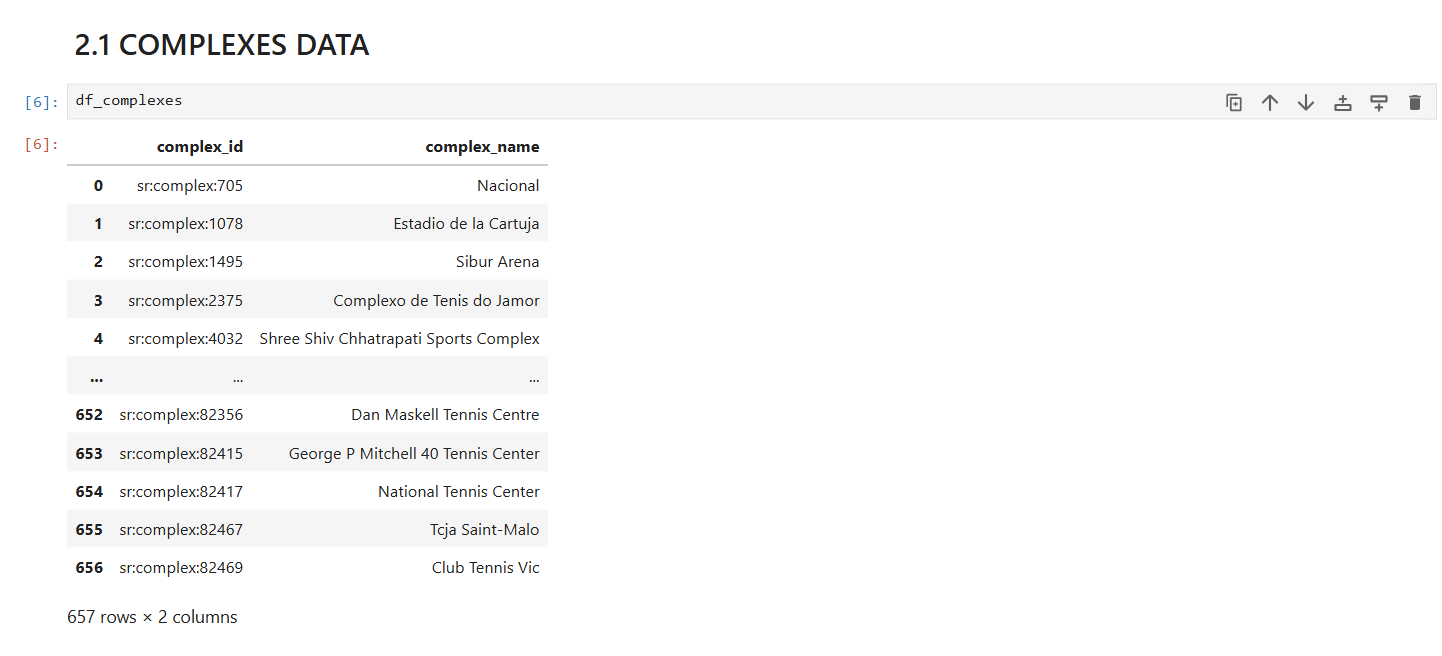 2.1 COMPLEXES DATA
[6]: df_complexes
[6]: complex_id complex_name
0 sr:complex:705 Nacional
1 sr:complex:1078 Estadio de la Cartuja
2 sr:complex:1495 Sibur Arena
3 sr:complex:2375 Complexo de Tenis do Jamor
4 sr:complex:4032 Shree Shiv Chhatrapati Sports Complex
... ... ...
652 sr:complex:82356 Dan Maskell Tennis Centre
653 sr:complex:82415 George P Mitchell 40 Tennis Center
654 sr:complex:82417 National Tennis Center
655 sr:complex:82467 Tcja Saint-Malo
656 sr:complex:82469 Club Tennis Vic
657 rows × 2 columns